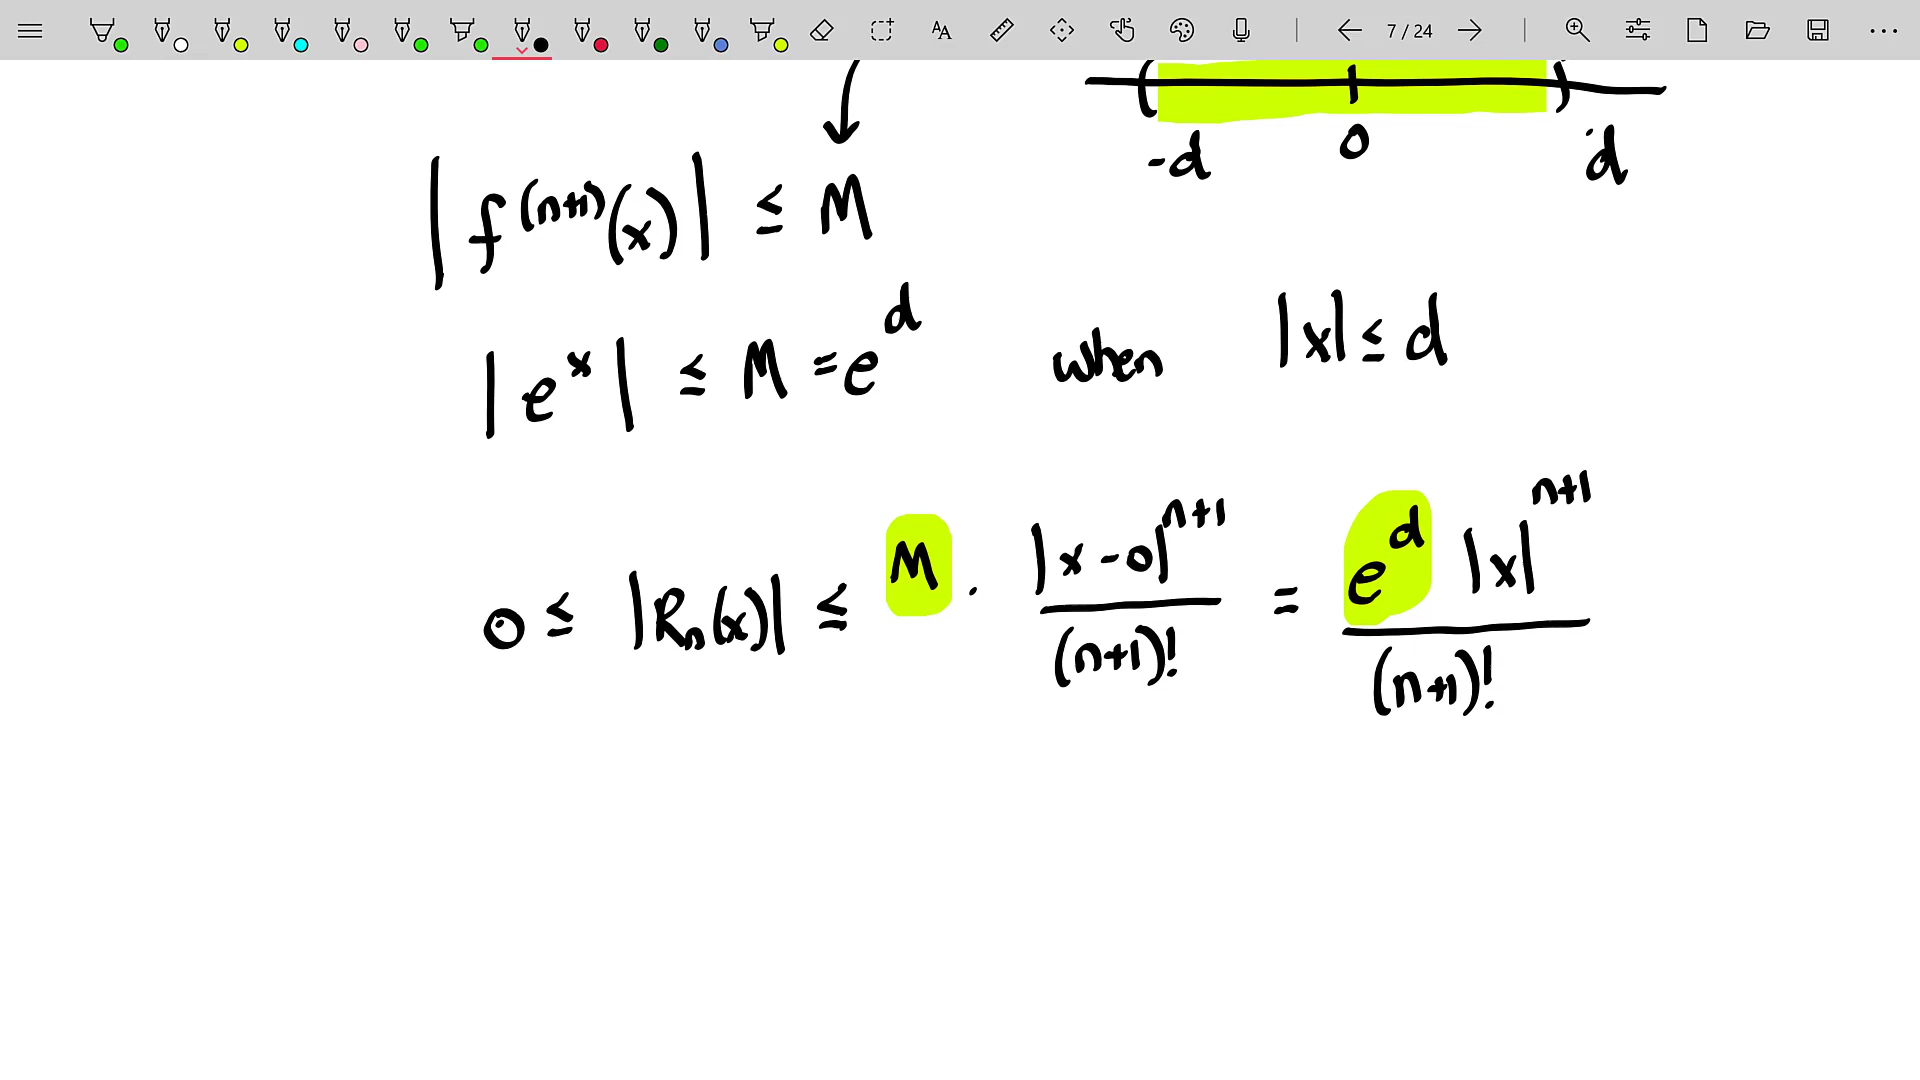 7 / 24
-d 0 d
|f^(n+1)(x)| ≤ M
|e^x| ≤ M = e^d when |x| ≤ d
0 ≤ |R_n(x)| ≤ M · |x-0|^(n+1) / (n+1)! = e^d |x|^(n+1) / (n+1)!